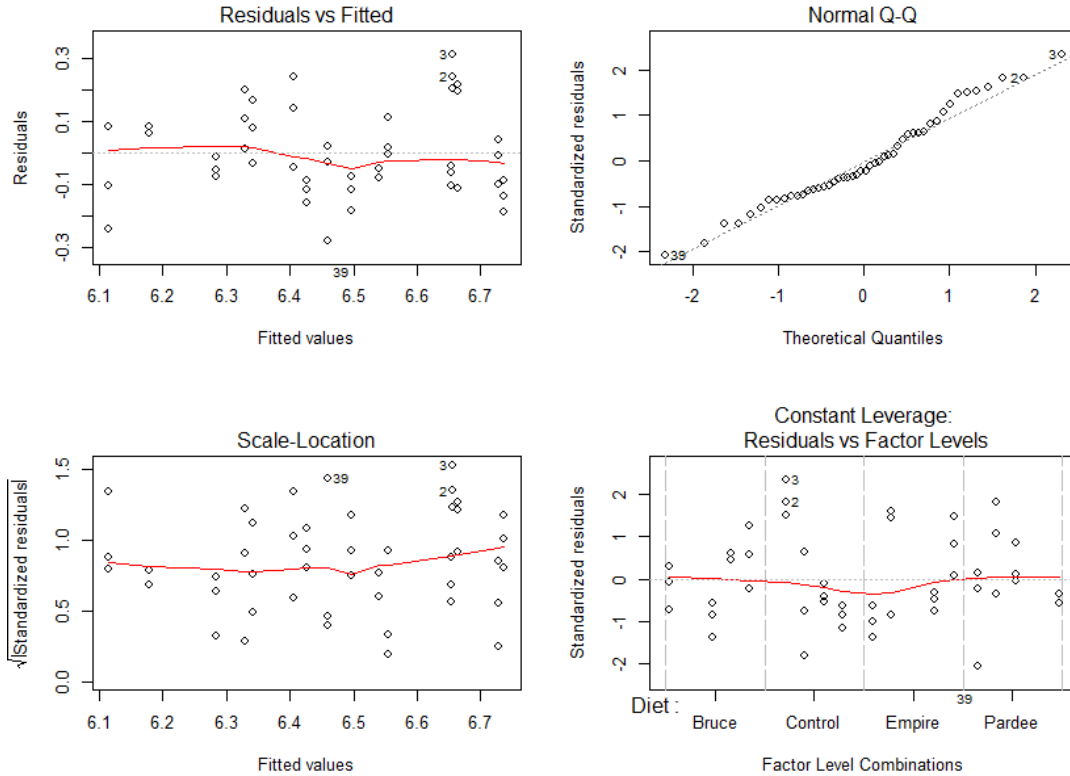 Residuals vs Fitted
Residuals
0.3
0.1
-0.1
-0.3
3
2
39
6.1 6.2 6.3 6.4 6.5 6.6 6.7
Fitted values
Normal Q-Q
Standardized residuals
2
1
0
-1
-2
3
2
39
-2 -1 0 1 2
Theoretical Quantiles
Scale-Location
√|Standardized residuals|
1.5
1.0
0.5
0.0
3
2
39
6.1 6.2 6.3 6.4 6.5 6.6 6.7
Fitted values
Constant Leverage:
Residuals vs Factor Levels
Standardized residuals
2
1
0
-1
-2
3
2
39
Diet :
Bruce Control Empire Pardee
Factor Level Combinations